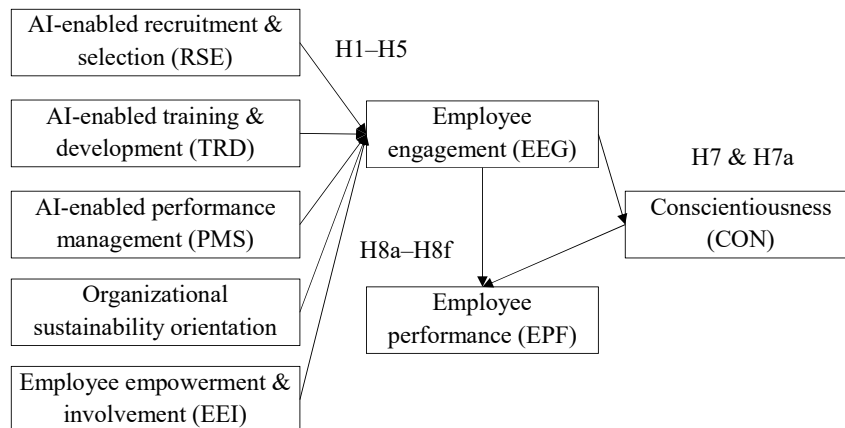 AI-enabled recruitment &
selection (RSE)
H1–H5
AI-enabled training &
development (TRD)
Employee
engagement (EEG)
H7 & H7a
AI-enabled performance
management (PMS)
Conscientiousness
(CON)
H8a–H8f
Organizational
sustainability orientation
Employee
performance (EPF)
Employee empowerment &
involvement (EEI)